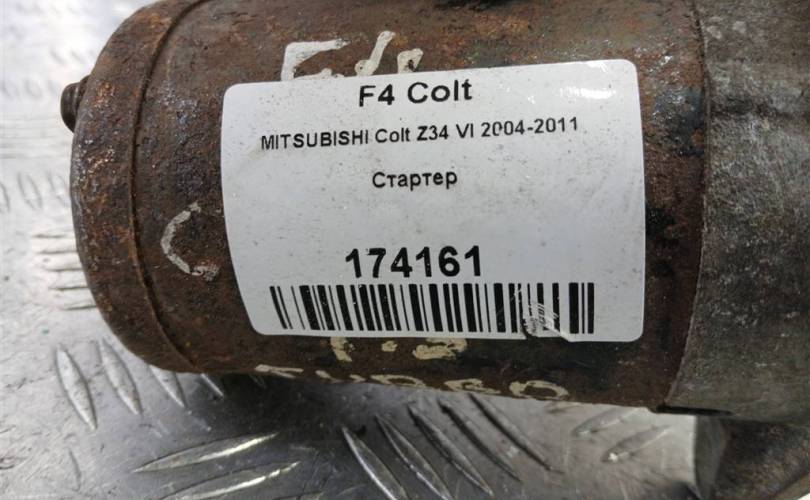 F4 Colt
MITSUBISHI Colt Z34 VI 2004-2011
Стартер
174161